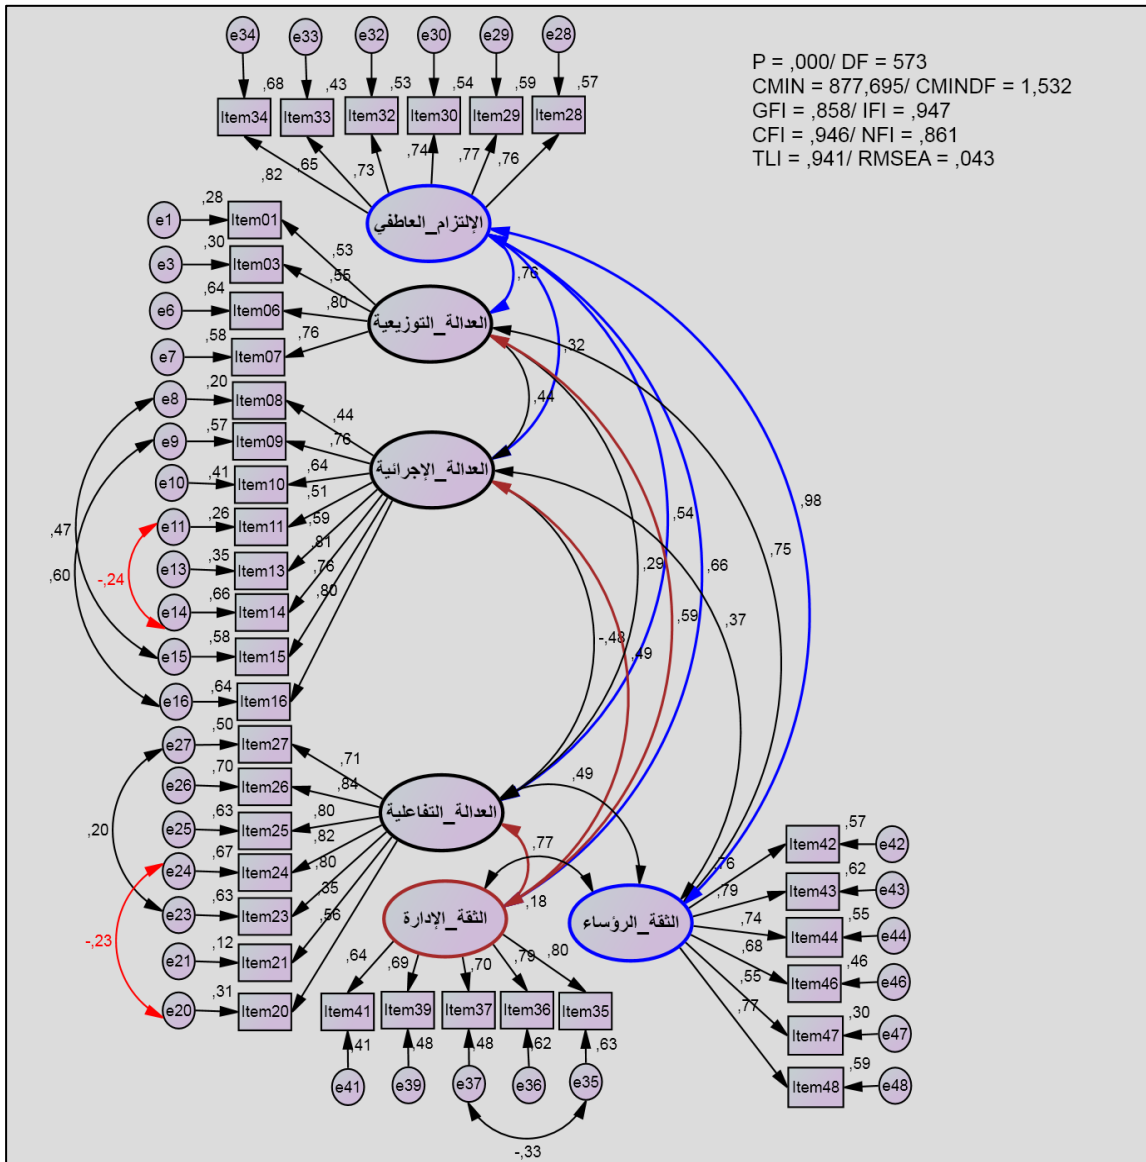 P = ,000/ DF = 573
CMIN = 877,695/ CMINDF = 1,532
GFI = ,858/ IFI = ,947
CFI = ,946/ NFI = ,861
TLI = ,941/ RMSEA = ,043
e34 e33 e32 e30 e29 e28
,68 ,43 ,53 ,54 ,59 ,57
Item34 Item33 Item32 Item30 Item29 Item28
,82 ,65 ,73 ,74 ,77 ,76
الإلتزام_العاطفي
e1 ,28 Item01 ,53
e3 ,30 Item03 ,55
e6 ,64 Item06 ,80
e7 ,58 Item07 ,76
العدالة_التوزيعية
,76
,32
,44
e8 ,20 Item08 ,44
e9 ,57 Item09 ,76
e10 ,41 Item10 ,64
e11 ,26 Item11 ,51
e13 ,35 Item13 ,59
e14 ,66 Item14 ,81
e15 ,58 Item15 ,76
e16 ,64 Item16 ,80
العدالة_الإجرائية
,47
,60
-,24
,54
,98
,29
,66
,75
,59
,37
-,48
,49
e27 ,50 Item27 ,71
e26 ,70 Item26 ,84
e25 ,63 Item25 ,80
e24 ,67 Item24 ,82
e23 ,63 Item23 ,80
e21 ,12 Item21 ,35
e20 ,31 Item20 ,56
العدالة_التفاعلية
,20
-,23
,49
,77
,18
الثقة_الإدارة
,64 ,69 ,70 ,79 ,80
Item41 Item39 Item37 Item36 Item35
,41 ,48 ,48 ,62 ,63
e41 e39 e37 e36 e35
-,33
الثقة_الرؤساء
,76 Item42 ,57 e42
,79 Item43 ,62 e43
,74 Item44 ,55 e44
,68 Item46 ,46 e46
,55 Item47 ,30 e47
,77 Item48 ,59 e48